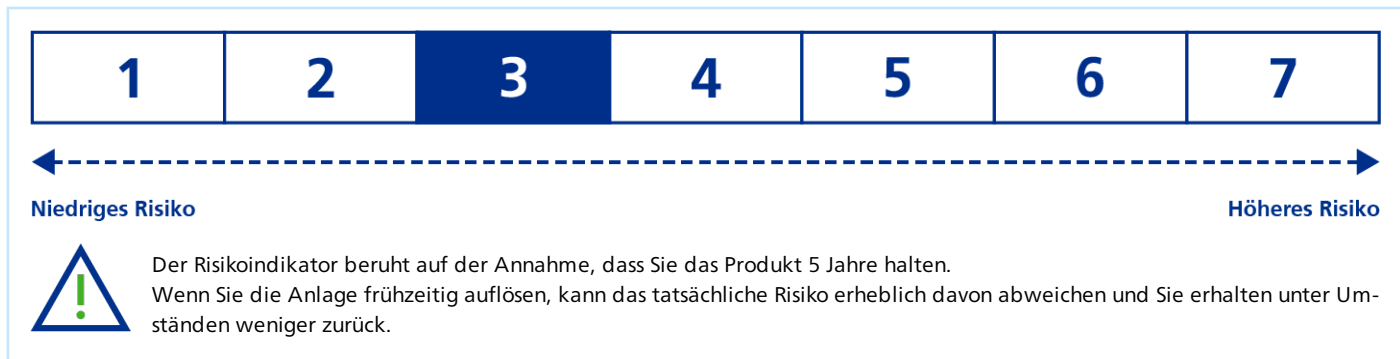 1 2 3 4 5 6 7
Niedriges Risiko Höheres Risiko
Der Risikoindikator beruht auf der Annahme, dass Sie das Produkt 5 Jahre halten.
Wenn Sie die Anlage frühzeitig auflösen, kann das tatsächliche Risiko erheblich davon abweichen und Sie erhalten unter Um-
ständen weniger zurück.